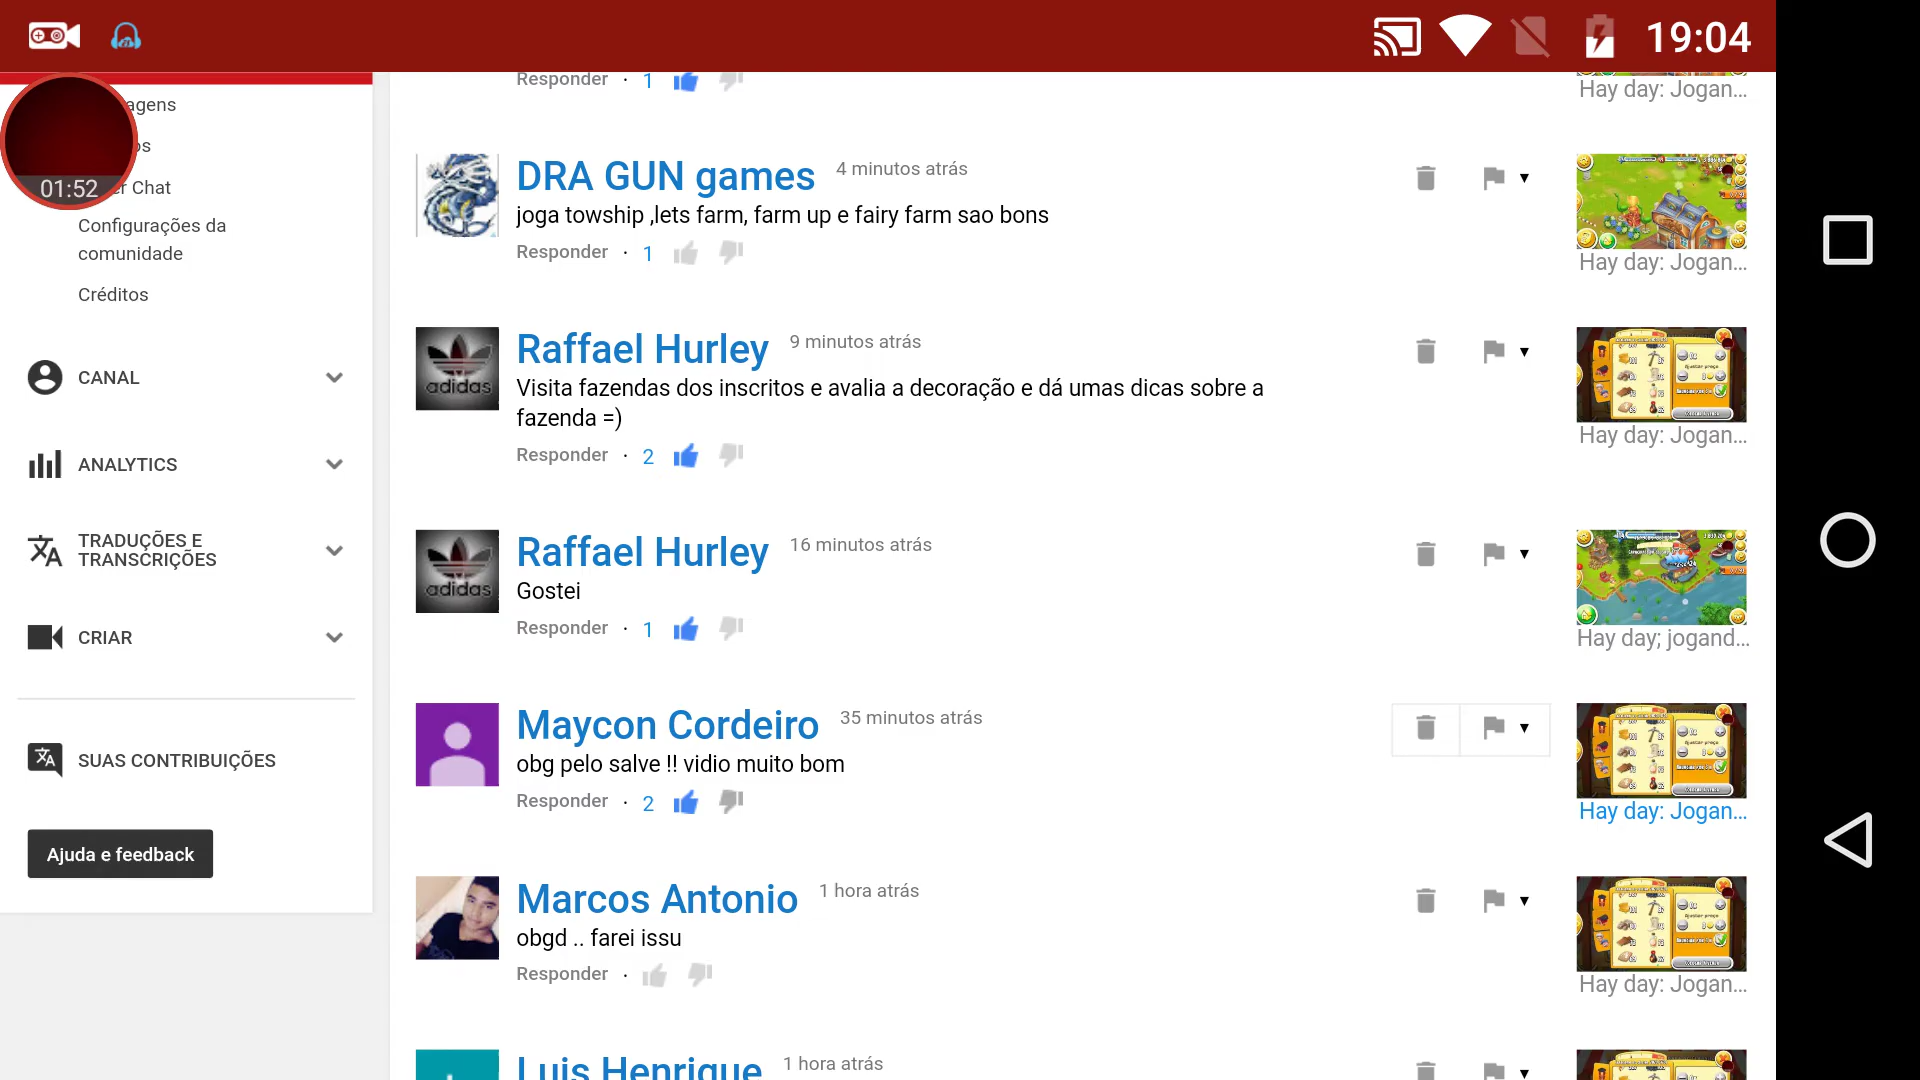 19:04
Responder · 1
Hay day: Jogan...
agens
os
01:52
r Chat
Configurações da
comunidade
Créditos
CANAL
ANALYTICS
TRADUÇÕES E
TRANSCRIÇÕES
CRIAR
SUAS CONTRIBUIÇÕES
Ajuda e feedback
DRA GUN games 4 minutos atrás
joga towship ,lets farm, farm up e fairy farm sao bons
Responder · 1
Hay day: Jogan...
adidas
Raffael Hurley 9 minutos atrás
Visita fazendas dos inscritos e avalia a decoração e dá umas dicas sobre a
fazenda =)
Responder · 2
Hay day: Jogan...
adidas
Raffael Hurley 16 minutos atrás
Gostei
Responder · 1
Hay day; jogand...
Maycon Cordeiro 35 minutos atrás
obg pelo salve !! vidio muito bom
Responder · 2
Hay day: Jogan...
Marcos Antonio 1 hora atrás
obgd .. farei issu
Responder ·
Hay day: Jogan...
Luis Henrique 1 hora atrás